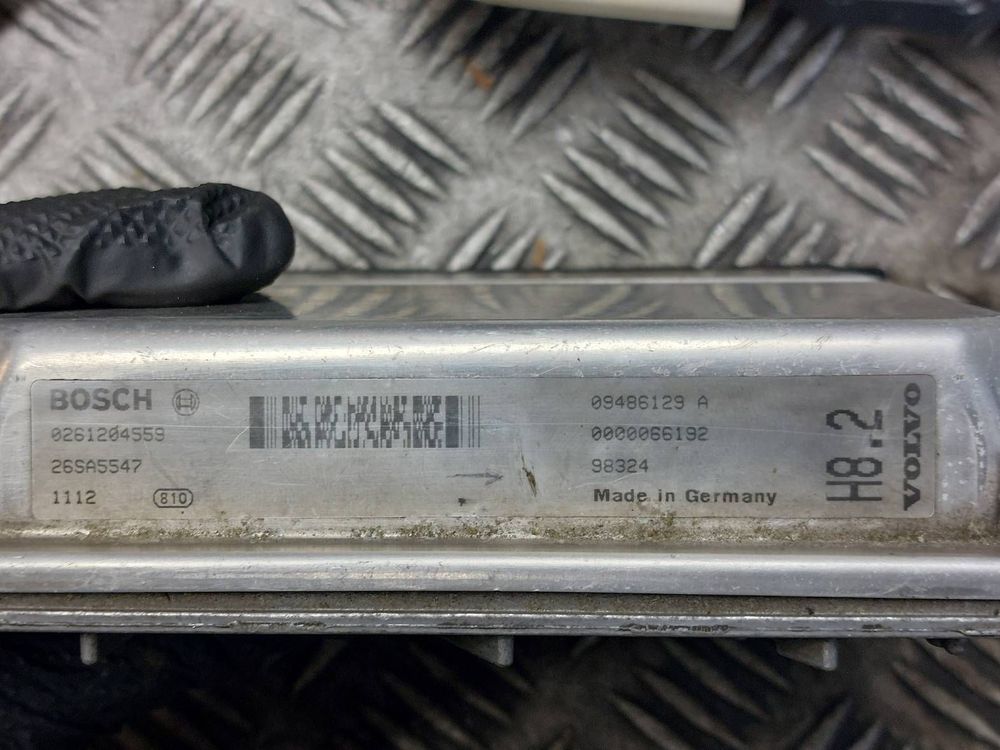 BOSCH
0261204559
26SA5547
1112 810
09486129 A
0000066192
98324
Made in Germany
H8.2
VOLVO